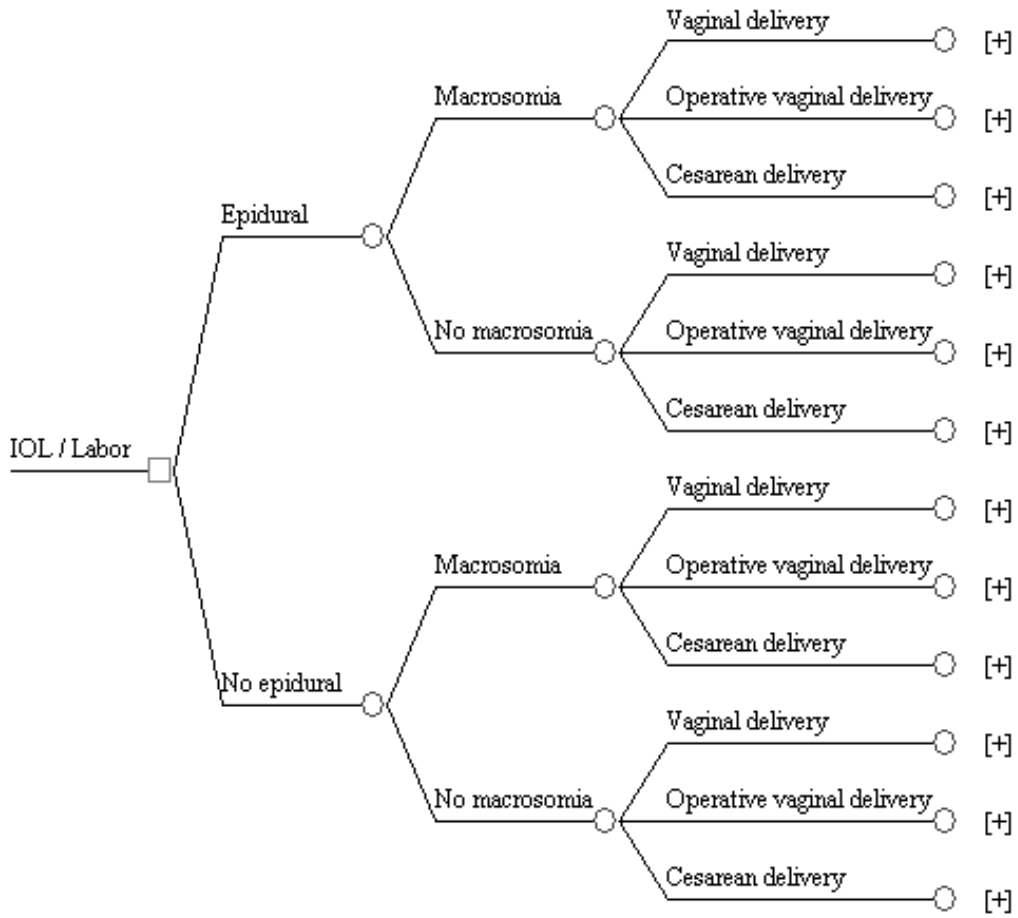 Vaginal delivery
[+]
Macrosomia
Operative vaginal delivery
[+]
Cesarean delivery
[+]
Epidural
Vaginal delivery
[+]
No macrosomia
Operative vaginal delivery
[+]
Cesarean delivery
[+]
IOL / Labor
Vaginal delivery
[+]
Macrosomia
Operative vaginal delivery
[+]
Cesarean delivery
[+]
No epidural
Vaginal delivery
[+]
No macrosomia
Operative vaginal delivery
[+]
Cesarean delivery
[+]